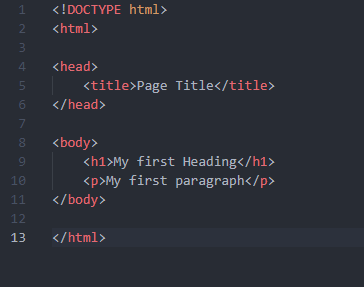 1 <!DOCTYPE html>
2 <html>
3
4 <head>
5     <title>Page Title</title>
6 </head>
7
8 <body>
9     <h1>My first Heading</h1>
10     <p>My first paragraph</p>
11 </body>
12
13 </html>